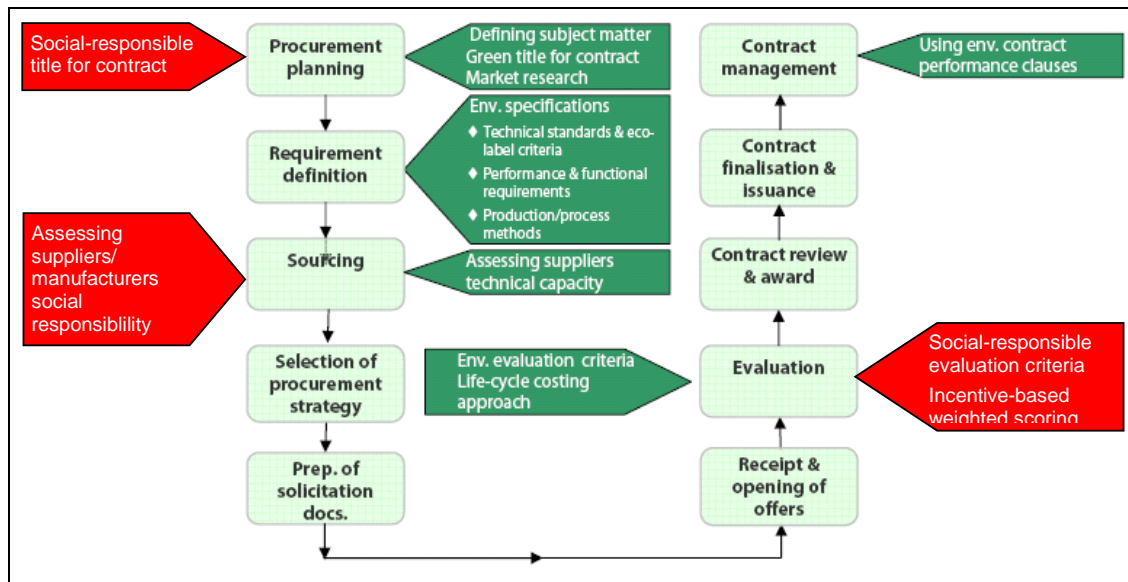 Social-responsible
title for contract
Procurement
planning
Defining subject matter
Green title for contract
Market research
Contract
management
Using env. contract
performance clauses
Requirement
definition
Env. specifications
♦ Technical standards & eco-
label criteria
♦ Performance & functional
requirements
♦ Production/process
methods
Contract
finalisation &
issuance
Assessing
suppliers/
manufacturers
social
responsiblility
Sourcing
Assessing suppliers
technical capacity
Contract review
& award
Selection of
procurement
strategy
Env. evaluation criteria
Life-cycle costing
approach
Evaluation
Social-responsible
evaluation criteria
Incentive-based
weighted scoring
Prep. of
solicitation
docs.
Receipt &
opening of
offers